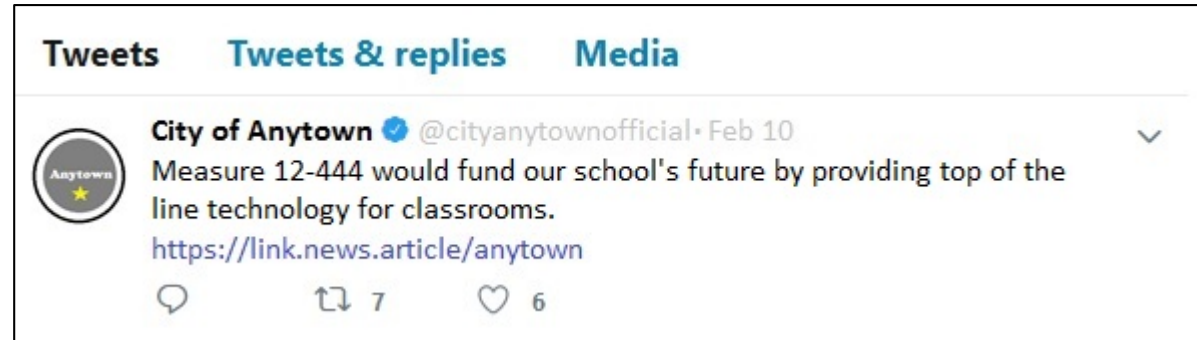 Tweets Tweets & replies Media
City of Anytown @cityanytownofficial · Feb 10
Anytown
Measure 12-444 would fund our school's future by providing top of the
line technology for classrooms.
https://link.news.article/anytown
7 6